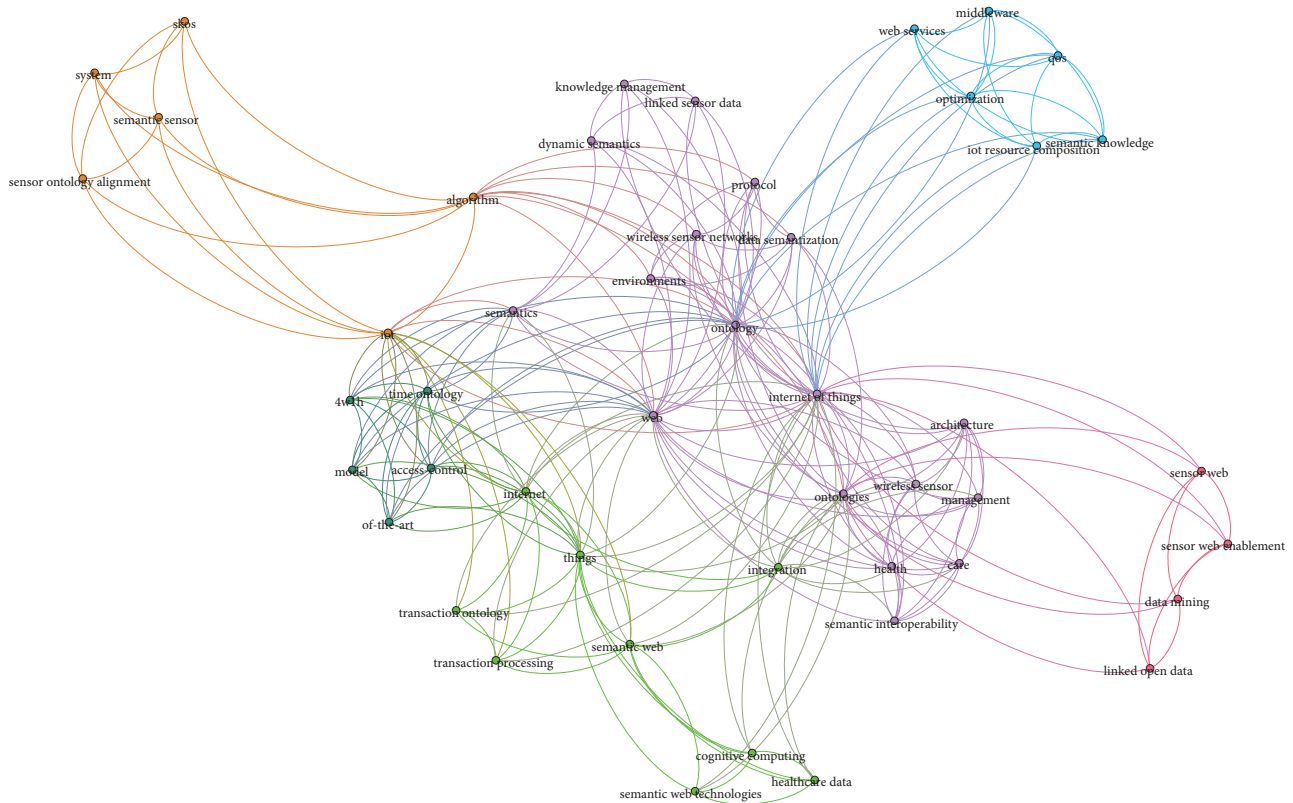 skos
middleware
web services
qos
system
knowledge management
linked sensor data
optimization
semantic sensor
dynamic semantics
iot resource composition
semantic knowledge
sensor ontology alignment
protocol
algorithm
wireless sensor networks
data semantization
environments
semantics
ontology
iot
time ontology
internet of things
4w1h
web
architecture
model
access control
sensor web
internet
ontologies
wireless sensor
management
of-the-art
sensor web enablement
things
integration
health
care
data mining
transaction ontology
semantic interoperability
transaction processing
semantic web
linked open data
cognitive computing
healthcare data
semantic web technologies